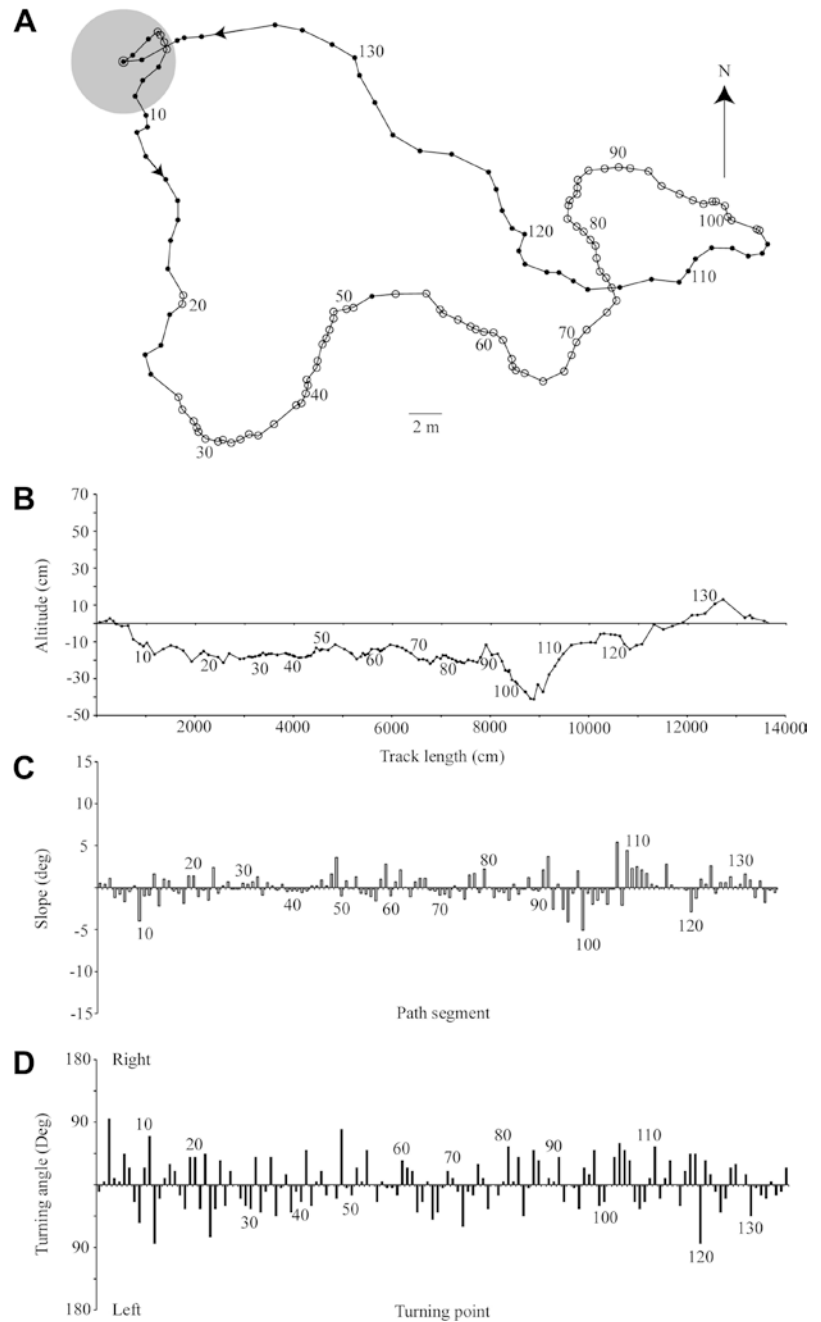 A
130
N
10
90
80
100
120
110
20
50
70
60
40
30
2 m
B
70
50
30
10
-10
-30
-50
Altitude (cm)
10 20 30 40 50 60 70 80 90 100 110 120 130
2000 4000 6000 8000 10000 12000 14000
Track length (cm)
C
15
10
5
0
-5
-10
-15
Slope (deg)
20 30 80 110 130
10 40 50 60 70 90 100 120
Path segment
D
180
90
90
180
Turning angle (Deg)
Right
10 20 60 70 80 90 110
30 40 50 100 120 130
Left
Turning point